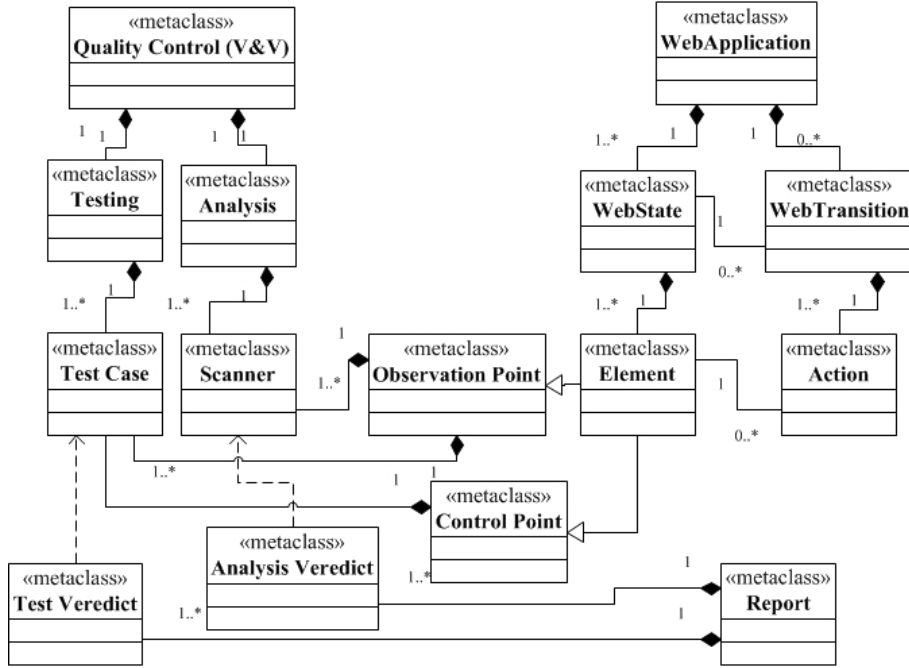 «metaclass»
Quality Control (V&V)
«metaclass»
WebApplication
1
1
1
1
1..*
1
1
0..*
«metaclass»
Testing
«metaclass»
Analysis
«metaclass»
WebState
«metaclass»
WebTransition
1
0..*
1..*
1
1..*
1
1..*
1
1..*
1
«metaclass»
Test Case
«metaclass»
Scanner
1
1..*
«metaclass»
Observation Point
«metaclass»
Element
1
0..*
«metaclass»
Action
1..*
1
1
«metaclass»
Control Point
«metaclass»
Test Veredict
«metaclass»
Analysis Veredict
1..*
1..*
1
1
«metaclass»
Report